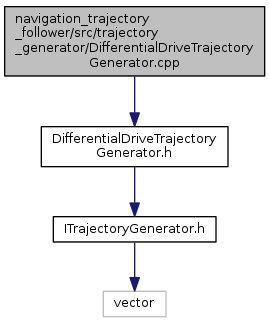 navigation_trajectory
_follower/src/trajectory
_generator/DifferentialDriveTrajectory
Generator.cpp
DifferentialDriveTrajectory
Generator.h
ITrajectoryGenerator.h
vector